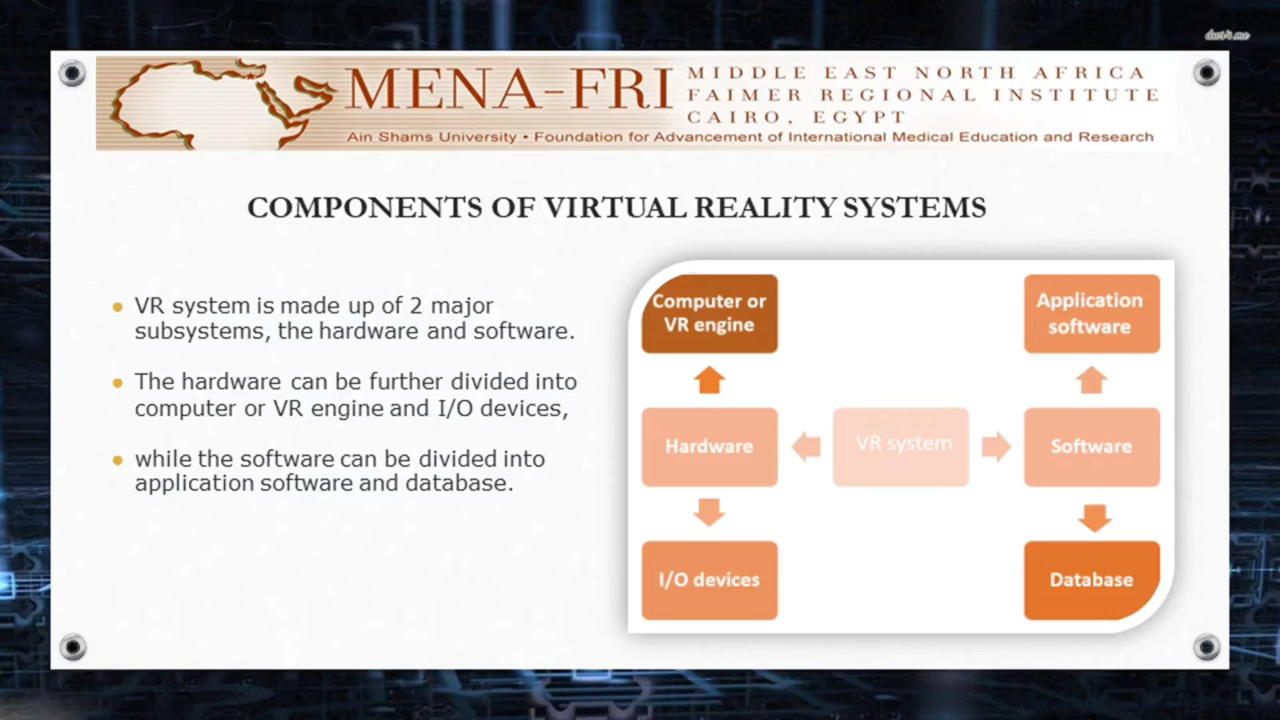 MENA-FRI
MIDDLE EAST NORTH AFRICA
FAIMER REGIONAL INSTITUTE
CAIRO, EGYPT
Ain Shams University • Foundation for Advancement of International Medical Education and Research
COMPONENTS OF VIRTUAL REALITY SYSTEMS
• VR system is made up of 2 major
subsystems, the hardware and software.
• The hardware can be further divided into
computer or VR engine and I/O devices,
• while the software can be divided into
application software and database.
Computer or
VR engine
Application
software
Hardware
VR system
Software
I/O devices
Database